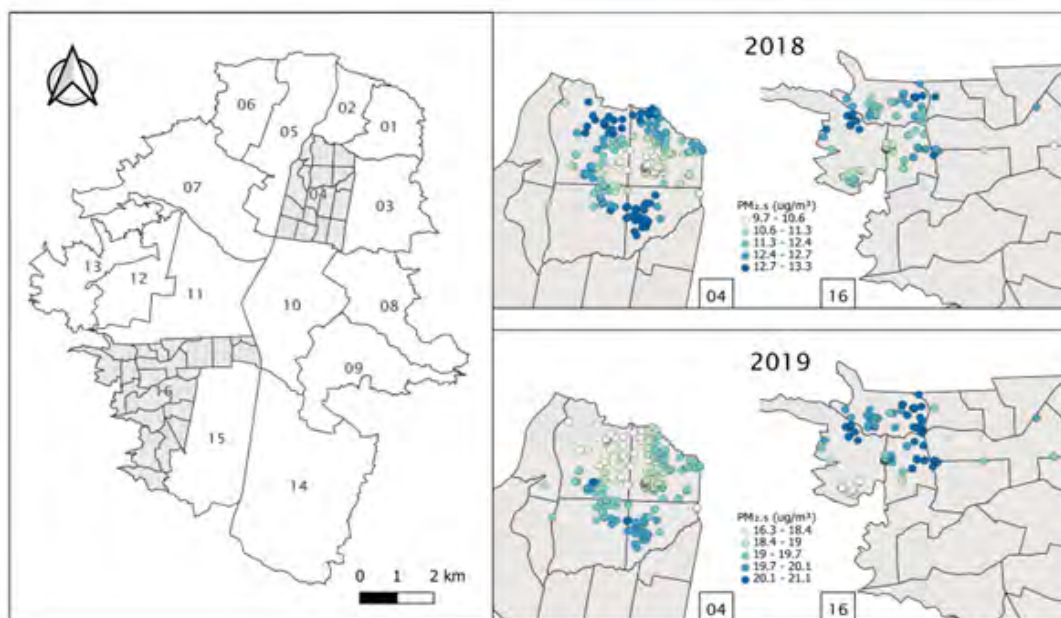 06
02
05
01
04
07
03
13
12
11
10
08
09
15
14
0 1 2 km
2018
PM₂.₅ (ug/m³)
9.7 - 10.6
10.6 - 11.3
11.3 - 12.4
12.4 - 12.7
12.7 - 13.3
04
16
2019
PM₂.₅ (ug/m³)
16.3 - 18.4
18.4 - 19
19 - 19.7
19.7 - 20.1
20.1 - 21.1
04
16